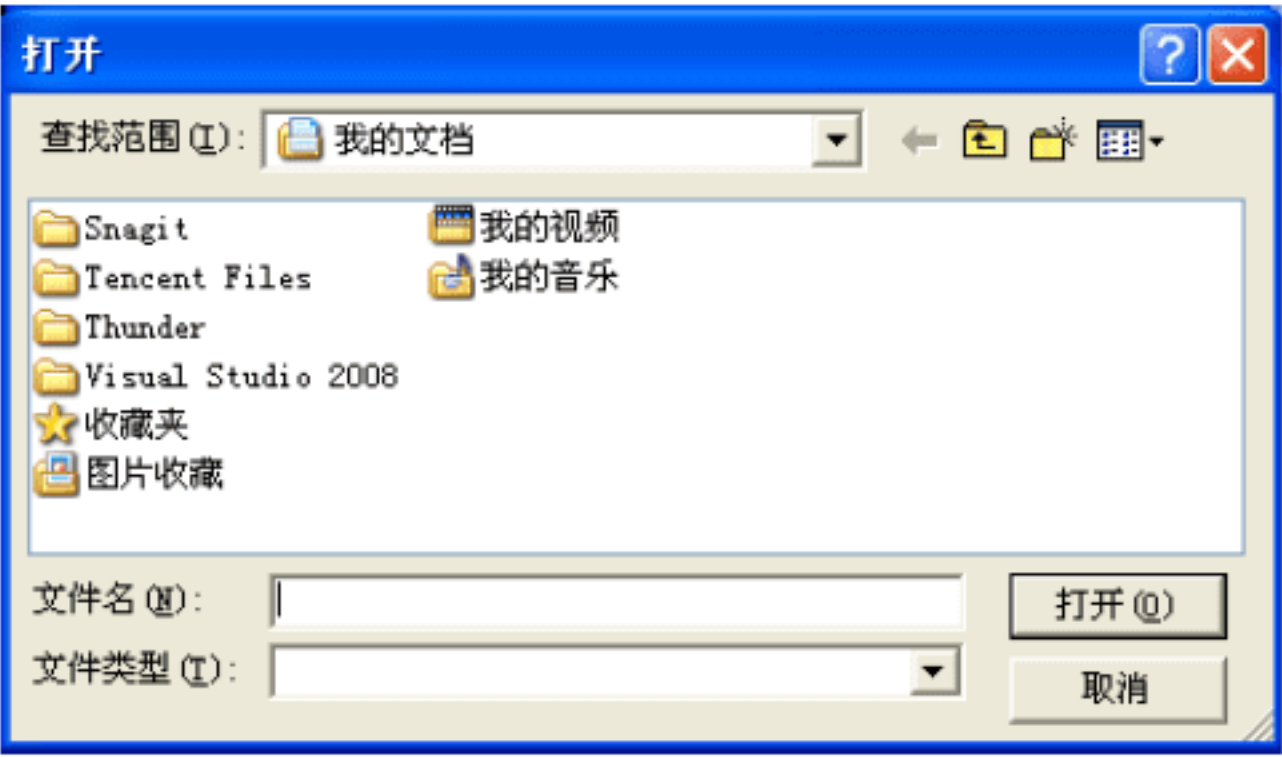 打开
查找范围(I): 我的文档
Snagit
Tencent Files
Thunder
Visual Studio 2008
收藏夹
图片收藏
我的视频
我的音乐
文件名(N):
打开(O)
文件类型(T):
取消